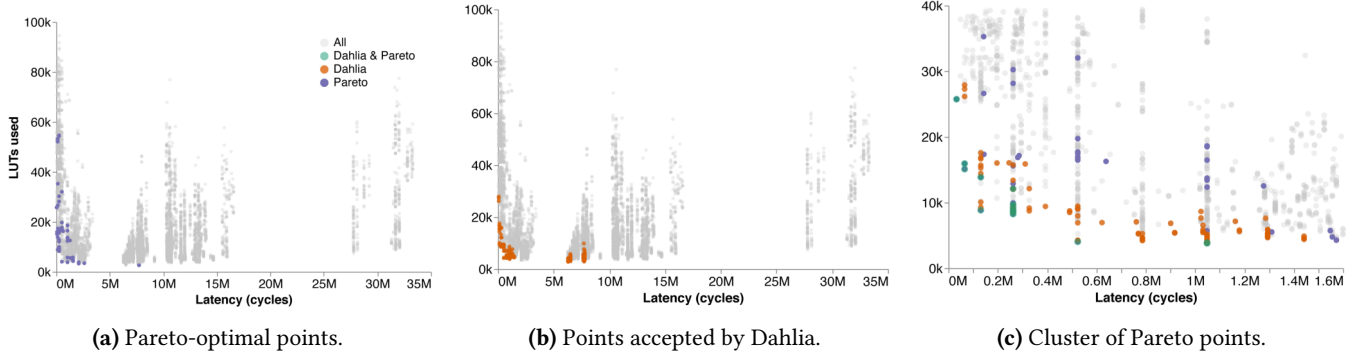 100k
80k
60k
40k
20k
0k
LUTs used
All
Dahlia & Pareto
Dahlia
Pareto
0M 5M 10M 15M 20M 25M 30M 35M
Latency (cycles)
(a) Pareto-optimal points.
100k
80k
60k
40k
20k
0k
0M 5M 10M 15M 20M 25M 30M 35M
Latency (cycles)
(b) Points accepted by Dahlia.
40k
30k
20k
10k
0k
0M 0.2M 0.4M 0.6M 0.8M 1M 1.2M 1.4M 1.6M
Latency (cycles)
(c) Cluster of Pareto points.